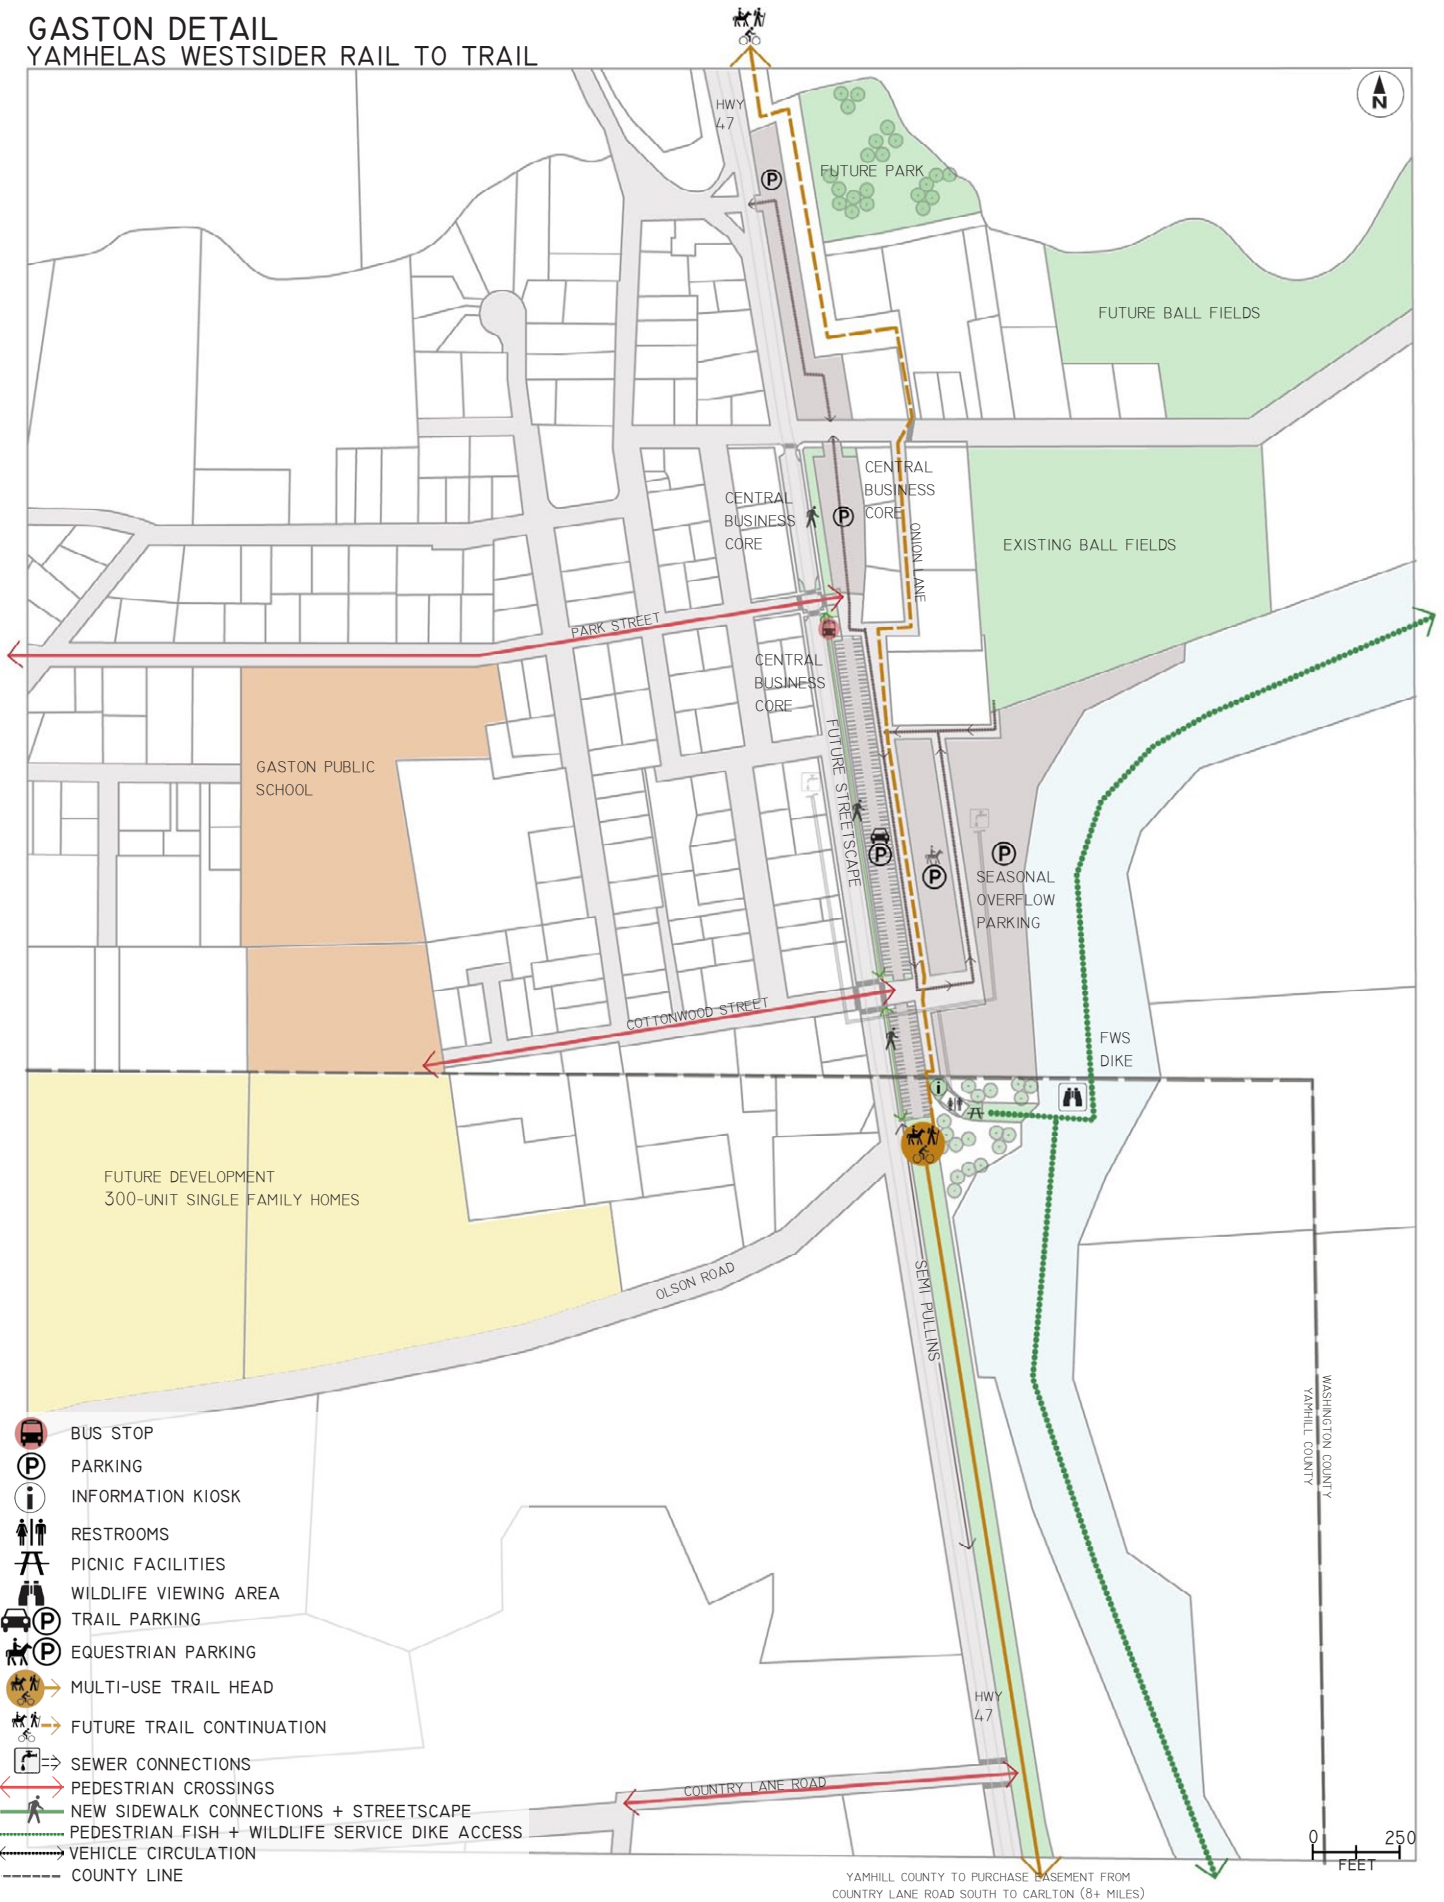 GASTON DETAIL
YAMHELAS WESTSIDER RAIL TO TRAIL
N
HWY
47
P
FUTURE PARK
FUTURE BALL FIELDS
CENTRAL
BUSINESS
CORE
CENTRAL
BUSINESS
CORE
P
ONION LANE
EXISTING BALL FIELDS
PARK STREET
CENTRAL
BUSINESS
CORE
FUTURE STREETSCAPE
GASTON PUBLIC
SCHOOL
P
P
P
SEASONAL
OVERFLOW
PARKING
COTTONWOOD STREET
FWS
DIKE
i
FUTURE DEVELOPMENT
300-UNIT SINGLE FAMILY HOMES
OLSON ROAD
SEMI PULLINS
WASHINGTON COUNTY
YAMHILL COUNTY
BUS STOP
P PARKING
i INFORMATION KIOSK
RESTROOMS
PICNIC FACILITIES
WILDLIFE VIEWING AREA
P TRAIL PARKING
P EQUESTRIAN PARKING
MULTI-USE TRAIL HEAD
FUTURE TRAIL CONTINUATION
SEWER CONNECTIONS
PEDESTRIAN CROSSINGS
NEW SIDEWALK CONNECTIONS + STREETSCAPE
PEDESTRIAN FISH + WILDLIFE SERVICE DIKE ACCESS
VEHICLE CIRCULATION
COUNTY LINE
HWY
47
COUNTRY LANE ROAD
0 250
FEET
YAMHILL COUNTY TO PURCHASE EASEMENT FROM
COUNTRY LANE ROAD SOUTH TO CARLTON (8+ MILES)